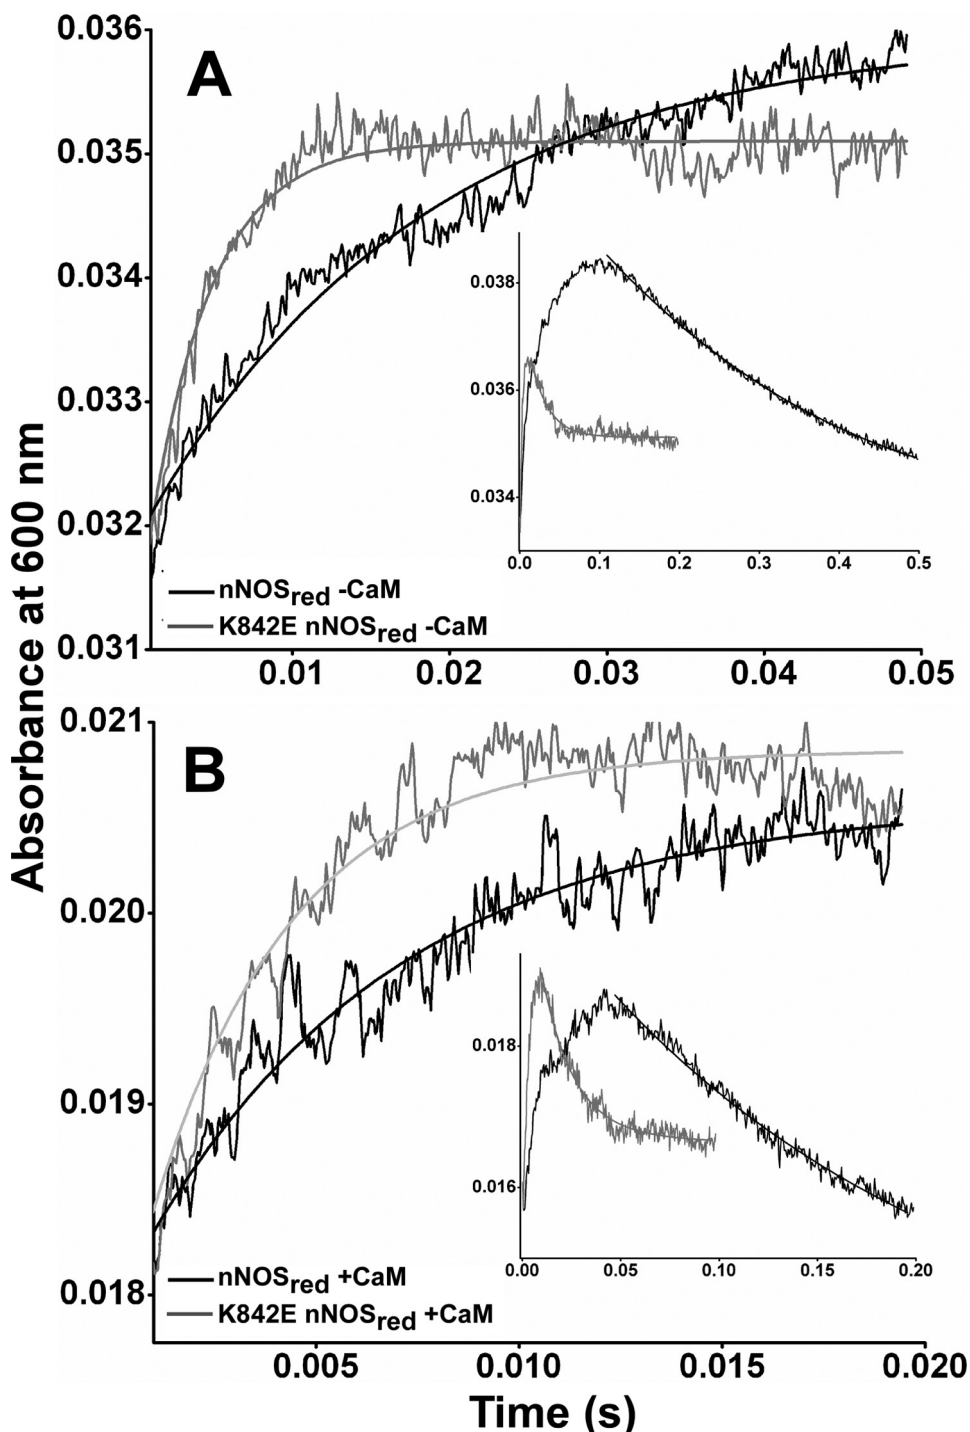 Absorbance at 600 nm
A
0.036
0.035
0.034
0.033
0.032
0.031
0.01 0.02 0.03 0.04 0.05
nNOSred -CaM
K842E nNOSred -CaM
0.038
0.036
0.034
0.0 0.1 0.2 0.3 0.4 0.5
B
0.021
0.020
0.019
0.018
0.005 0.010 0.015 0.020
nNOSred +CaM
K842E nNOSred +CaM
0.018
0.016
0.00 0.05 0.10 0.15 0.20
Time (s)